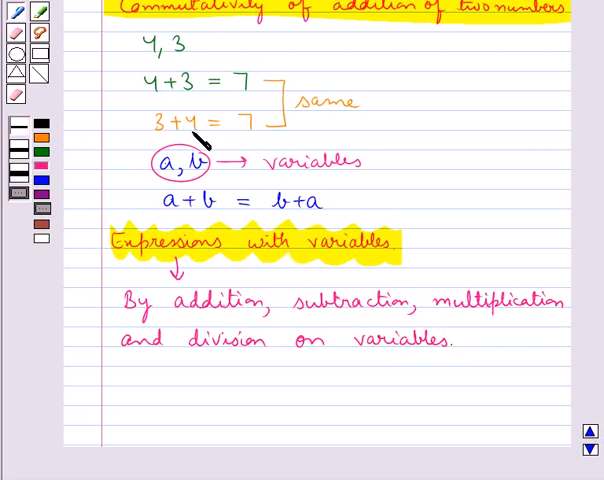 Commutativity of addition of two numbers
4, 3
4 + 3 = 7
3 + 4 = 7
same
a, b → variables
a + b = b + a
Expressions with variables.
By addition, subtraction, multiplication
and division on variables.